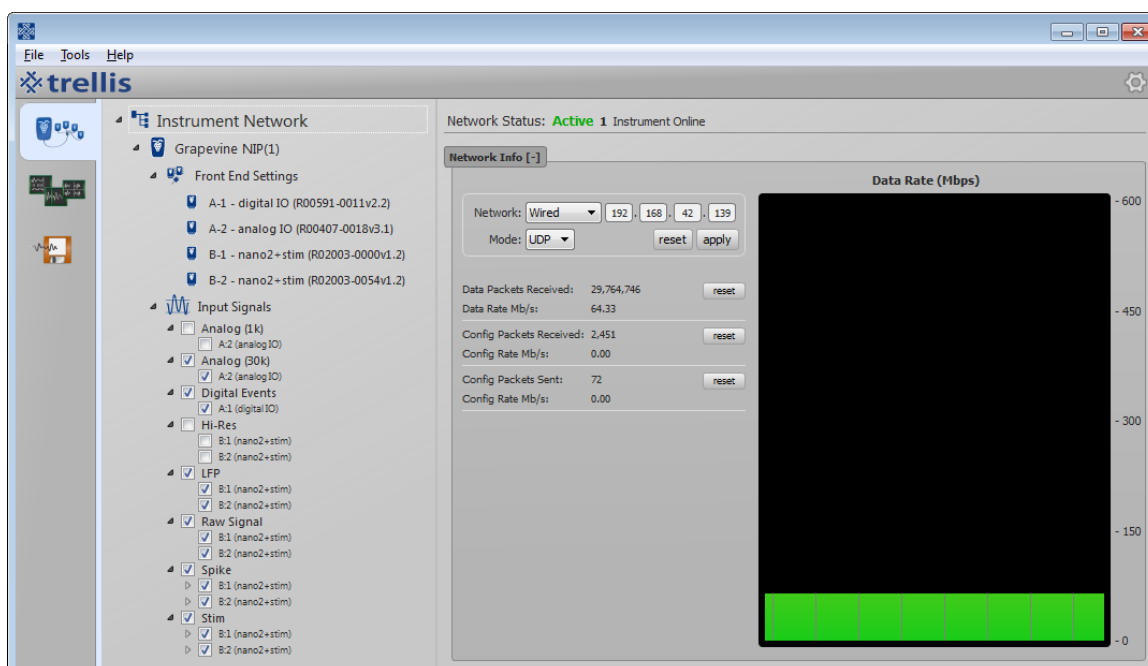 File Tools Help
trellis
Instrument Network
Grapevine NIP(1)
Front End Settings
A-1 - digital IO (R00591-0011v2.2)
A-2 - analog IO (R00407-0018v3.1)
B-1 - nano2+stim (R02003-0000v1.2)
B-2 - nano2+stim (R02003-0054v1.2)
Input Signals
Analog (1k)
A:2 (analog IO)
Analog (30k)
A:2 (analog IO)
Digital Events
A:1 (digital IO)
Hi-Res
B:1 (nano2+stim)
B:2 (nano2+stim)
LFP
B:1 (nano2+stim)
B:2 (nano2+stim)
Raw Signal
B:1 (nano2+stim)
B:2 (nano2+stim)
Spike
B:1 (nano2+stim)
B:2 (nano2+stim)
Stim
B:1 (nano2+stim)
B:2 (nano2+stim)
Network Status: Active 1 Instrument Online
Network Info [-]
Network: Wired 192 . 168 . 42 . 139
Mode: UDP reset apply
Data Packets Received: 29,764,746 reset
Data Rate Mb/s: 64.33
Config Packets Received: 2,451 reset
Config Rate Mb/s: 0.00
Config Packets Sent: 72 reset
Config Rate Mb/s: 0.00
Data Rate (Mbps)
- 600
- 450
- 300
- 150
- 0